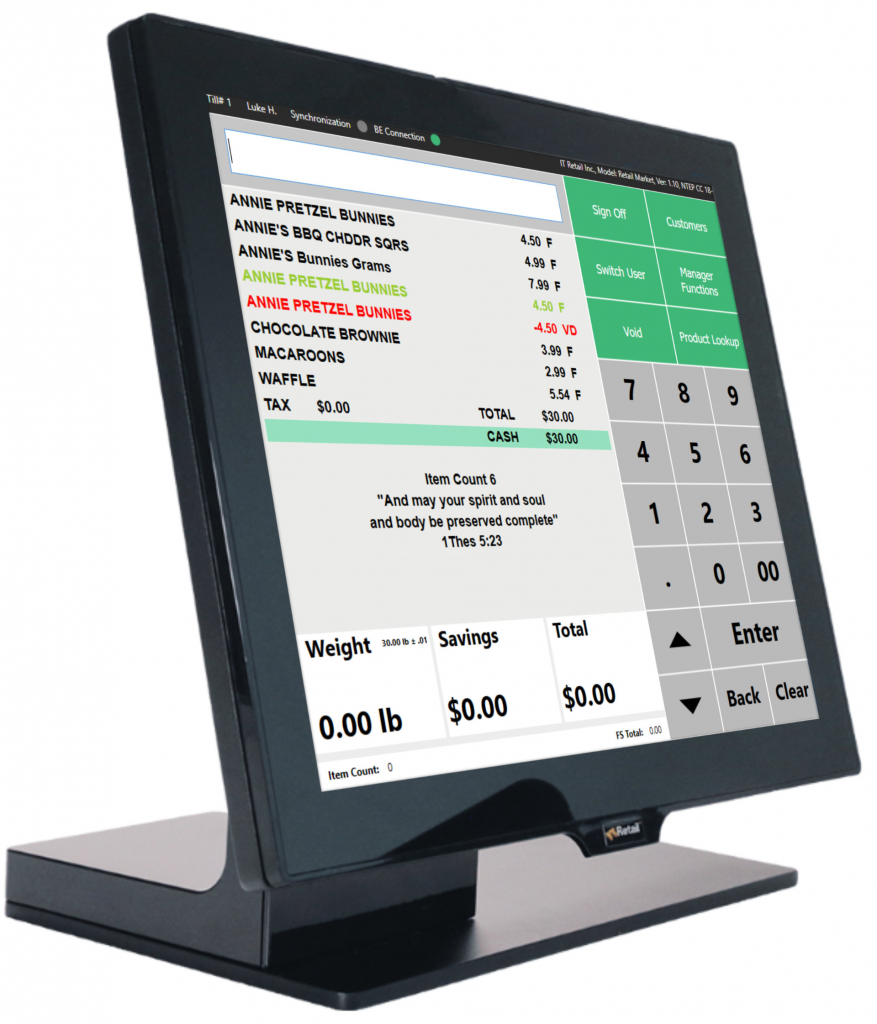 Till# 1 Luke H. Synchronization BE Connection
IT Retail Inc., Model: Retail Market, Ver: 1.10, NTEP CC 18-
Sign Off Customers
Switch User Manager
Functions
Void Product Lookup
ANNIE PRETZEL BUNNIES 4.50 F
ANNIE'S BBQ CHDDR SQRS 4.99 F
ANNIE'S Bunnies Grams 7.99 F
ANNIE PRETZEL BUNNIES 4.50 F
ANNIE PRETZEL BUNNIES -4.50 VD
CHOCOLATE BROWNIE 3.99 F
MACAROONS 2.99 F
WAFFLE 5.54 F
TAX $0.00 TOTAL $30.00
CASH $30.00
Item Count 6
"And may your spirit and soul
and body be preserved complete"
1Thes 5:23
7 8 9
4 5 6
1 2 3
. 0 00
Enter
Back Clear
Weight 30.00 lb ± .01 Savings Total
0.00 lb $0.00 $0.00
Item Count: 0 FS Total: 0.00
ITRetail